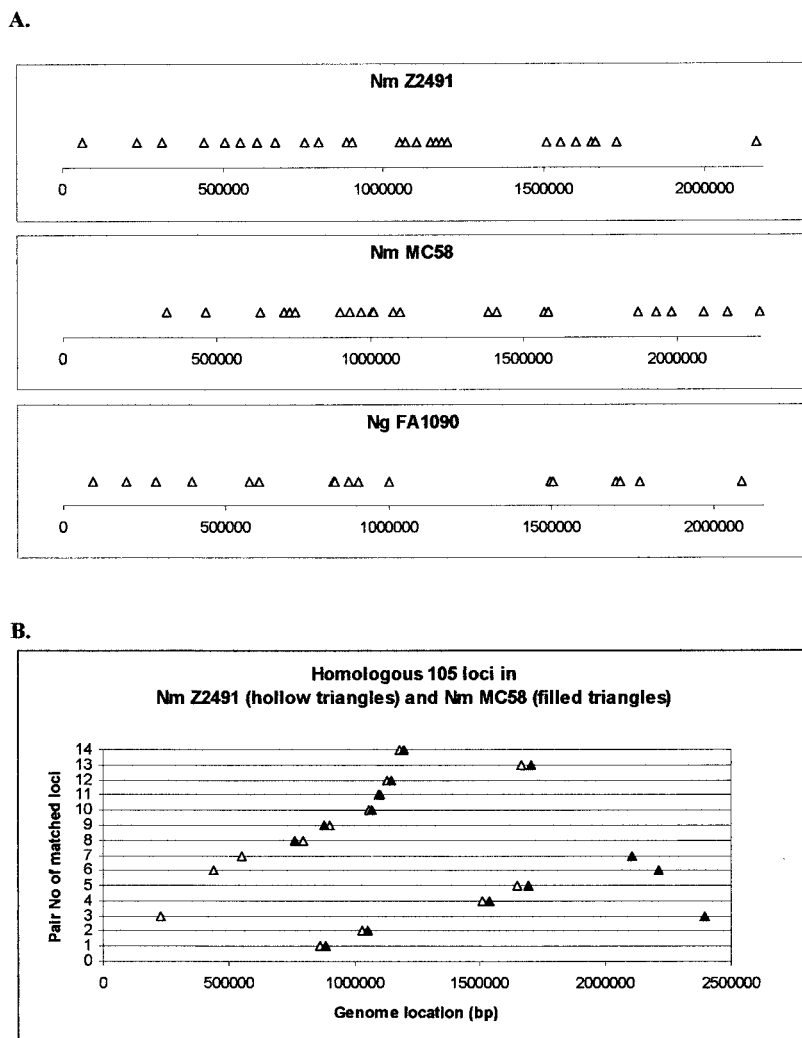 A.
Nm Z2491
0 500000 1000000 1500000 2000000
Nm MC58
0 500000 1000000 1500000 2000000
Ng FA1090
0 500000 1000000 1500000 2000000
B.
Homologous 105 loci in
Nm Z2491 (hollow triangles) and Nm MC58 (filled triangles)
Pair No of matched loci
14
13
12
11
10
9
8
7
6
5
4
3
2
1
0
0 500000 1000000 1500000 2000000 2500000
Genome location (bp)